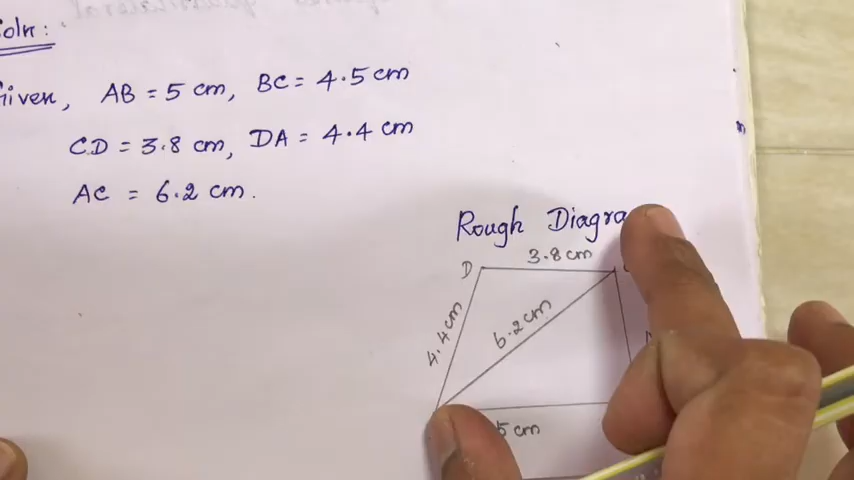 Soln:
Given, AB = 5 cm, BC = 4.5 cm
CD = 3.8 cm, DA = 4.4 cm
AC = 6.2 cm.
Rough Diagra
3.8 cm
D
4.4 cm
6.2 cm
5 cm